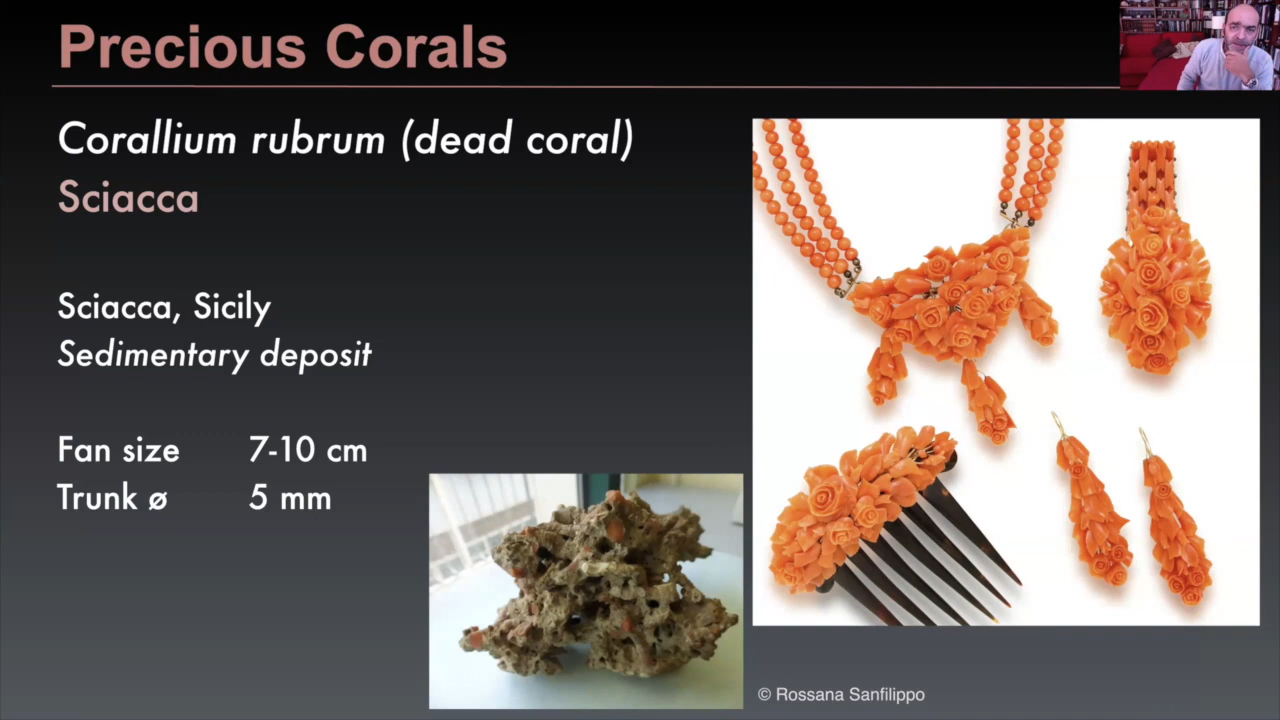 Precious Corals
Corallium rubrum (dead coral)
Sciacca
Sciacca, Sicily
Sedimentary deposit
Fan size 7-10 cm
Trunk ø 5 mm
© Rossana Sanfilippo